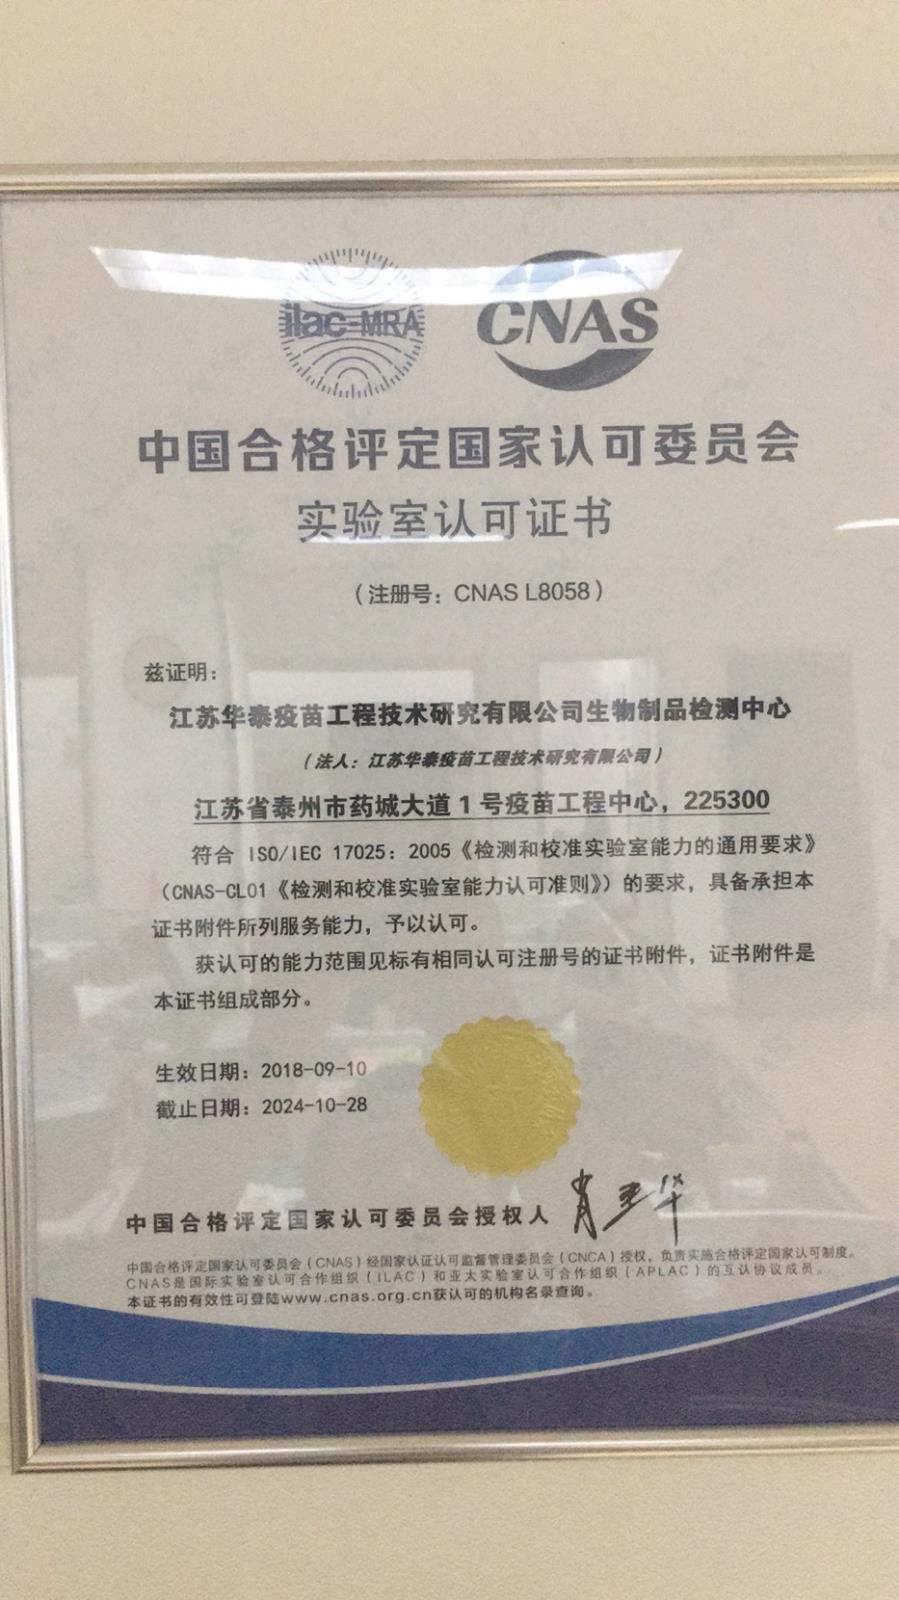 ilac-MRA
CNAS
中国合格评定国家认可委员会
实验室认可证书
（注册号：CNAS L8058）
兹证明：
江苏华泰疫苗工程技术研究有限公司生物制品检测中心
（法人：江苏华泰疫苗工程技术研究有限公司）
江苏省泰州市药城大道1号疫苗工程中心，225300
符合 ISO/IEC 17025：2005《检测和校准实验室能力的通用要求》
（CNAS-CL01《检测和校准实验室能力认可准则》）的要求，具备承担本
证书附件所列服务能力，予以认可。
获认可的能力范围见标有相同认可注册号的证书附件，证书附件是
本证书组成部分。
生效日期：2018-09-10
截止日期：2024-10-28
中国合格评定国家认可委员会授权人
中国合格评定国家认可委员会（CNAS）经国家认证认可监督管理委员会（CNCA）授权，负责实施合格评定国家认可制度。
CNAS是国际实验室认可合作组织（ILAC）和亚太实验室认可合作组织（APLAC）的互认协议成员。
本证书的有效性可登陆www.cnas.org.cn获认可的机构名录查询。